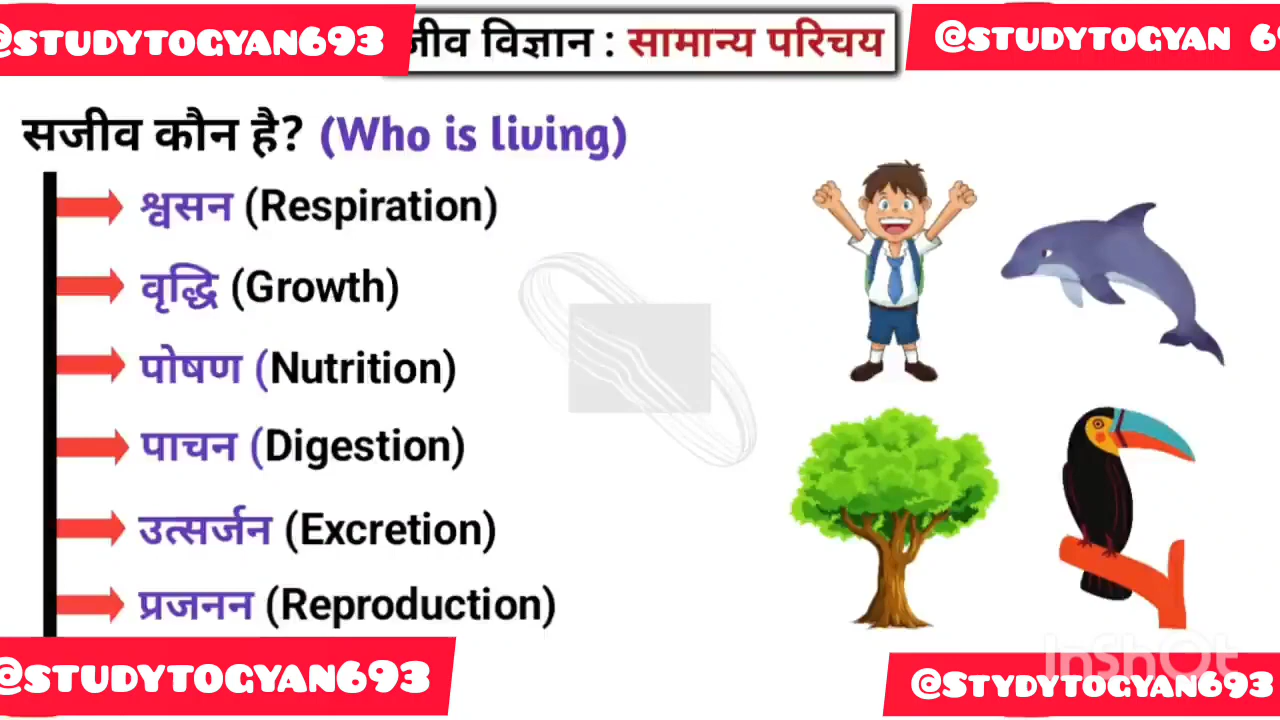 @STUDYTOGYAN693
जीव विज्ञान : सामान्य परिचय
@STUDYTOGYAN 69
सजीव कौन है? (Who is living)
श्वसन (Respiration)
वृद्धि (Growth)
पोषण (Nutrition)
पाचन (Digestion)
उत्सर्जन (Excretion)
प्रजनन (Reproduction)
@STUDYTOGYAN693
InShOt
@STYDYTOGYAN693